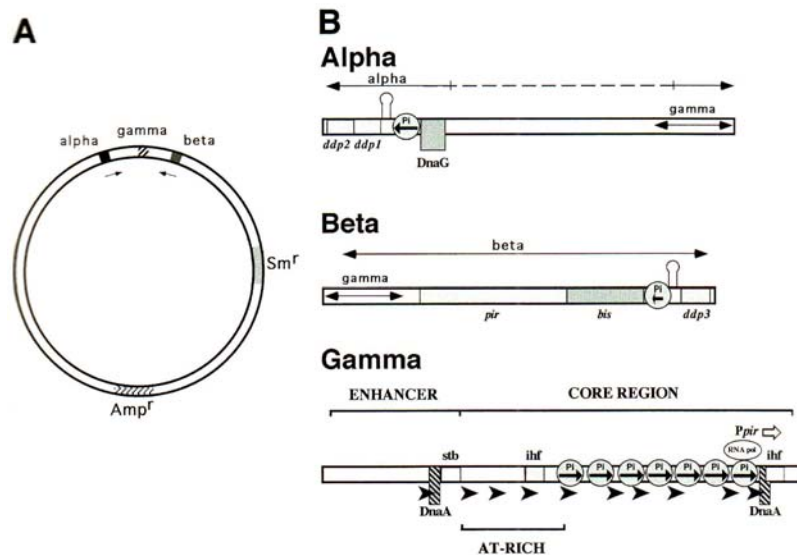 A
alpha gamma beta
Smʳ
Ampʳ
B
Alpha
alpha
gamma
Pi
ddp2 ddp1
DnaG
Beta
beta
gamma
Pi
pir bis ddp3
Gamma
ENHANCER CORE REGION
Ppir
RNA pol
stb ihf ihf
Pi Pi Pi Pi Pi Pi Pi
DnaA DnaA
AT-RICH